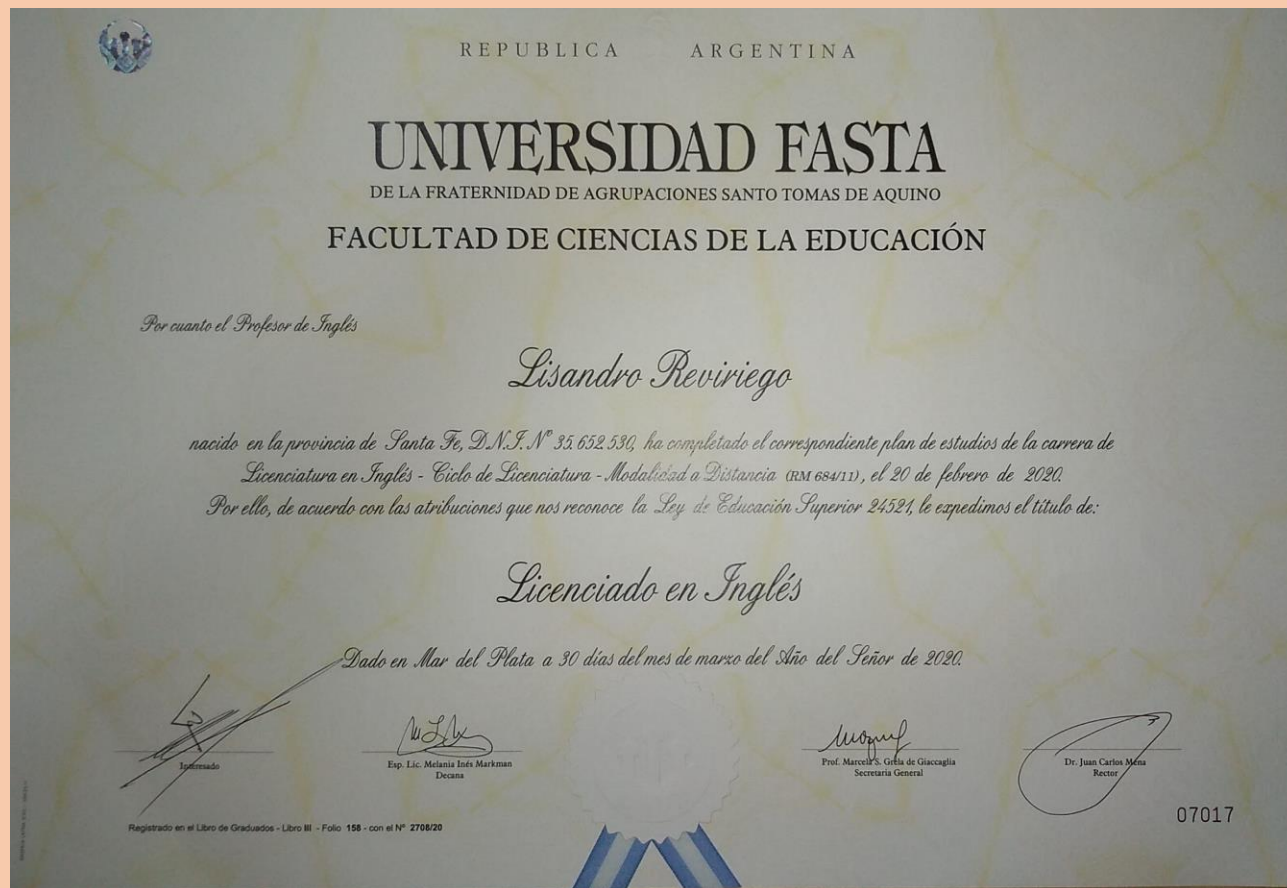 REPUBLICA ARGENTINA
UNIVERSIDAD FASTA
DE LA FRATERNIDAD DE AGRUPACIONES SANTO TOMAS DE AQUINO
FACULTAD DE CIENCIAS DE LA EDUCACIÓN
Por cuanto el Profesor de Inglés
Lisandro Reviriego
nacido en la provincia de Santa Fe, D.N.I. Nº 35.652.530, ha completado el correspondiente plan de estudios de la carrera de
Licenciatura en Inglés - Ciclo de Licenciatura - Modalidad a Distancia (RM 684/11), el 20 de febrero de 2020.
Por ello, de acuerdo con las atribuciones que nos reconoce la Ley de Educación Superior 24521, le expedimos el título de:
Licenciado en Inglés
Dado en Mar del Plata a 30 días del mes de marzo del Año del Señor de 2020.
Interesado
Esp. Lic. Melania Inés Markman
Decana
Prof. Marcela S. Grela de Giaccaglia
Secretaria General
Dr. Juan Carlos Mena
Rector
07017
Registrado en el Libro de Graduados - Libro III - Folio 158 - con el Nº 2708/20